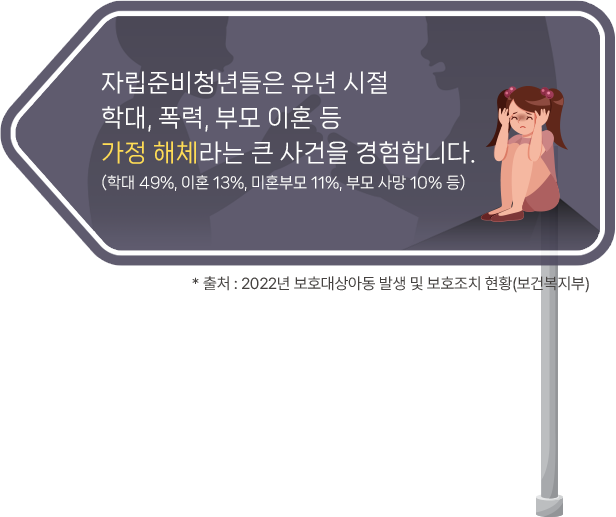 자립준비청년들은 유년 시절
학대, 폭력, 부모 이혼 등
가정 해체라는 큰 사건을 경험합니다.
(학대 49%, 이혼 13%, 미혼부모 11%, 부모 사망 10% 등)
* 출처 : 2022년 보호대상아동 발생 및 보호조치 현황(보건복지부)